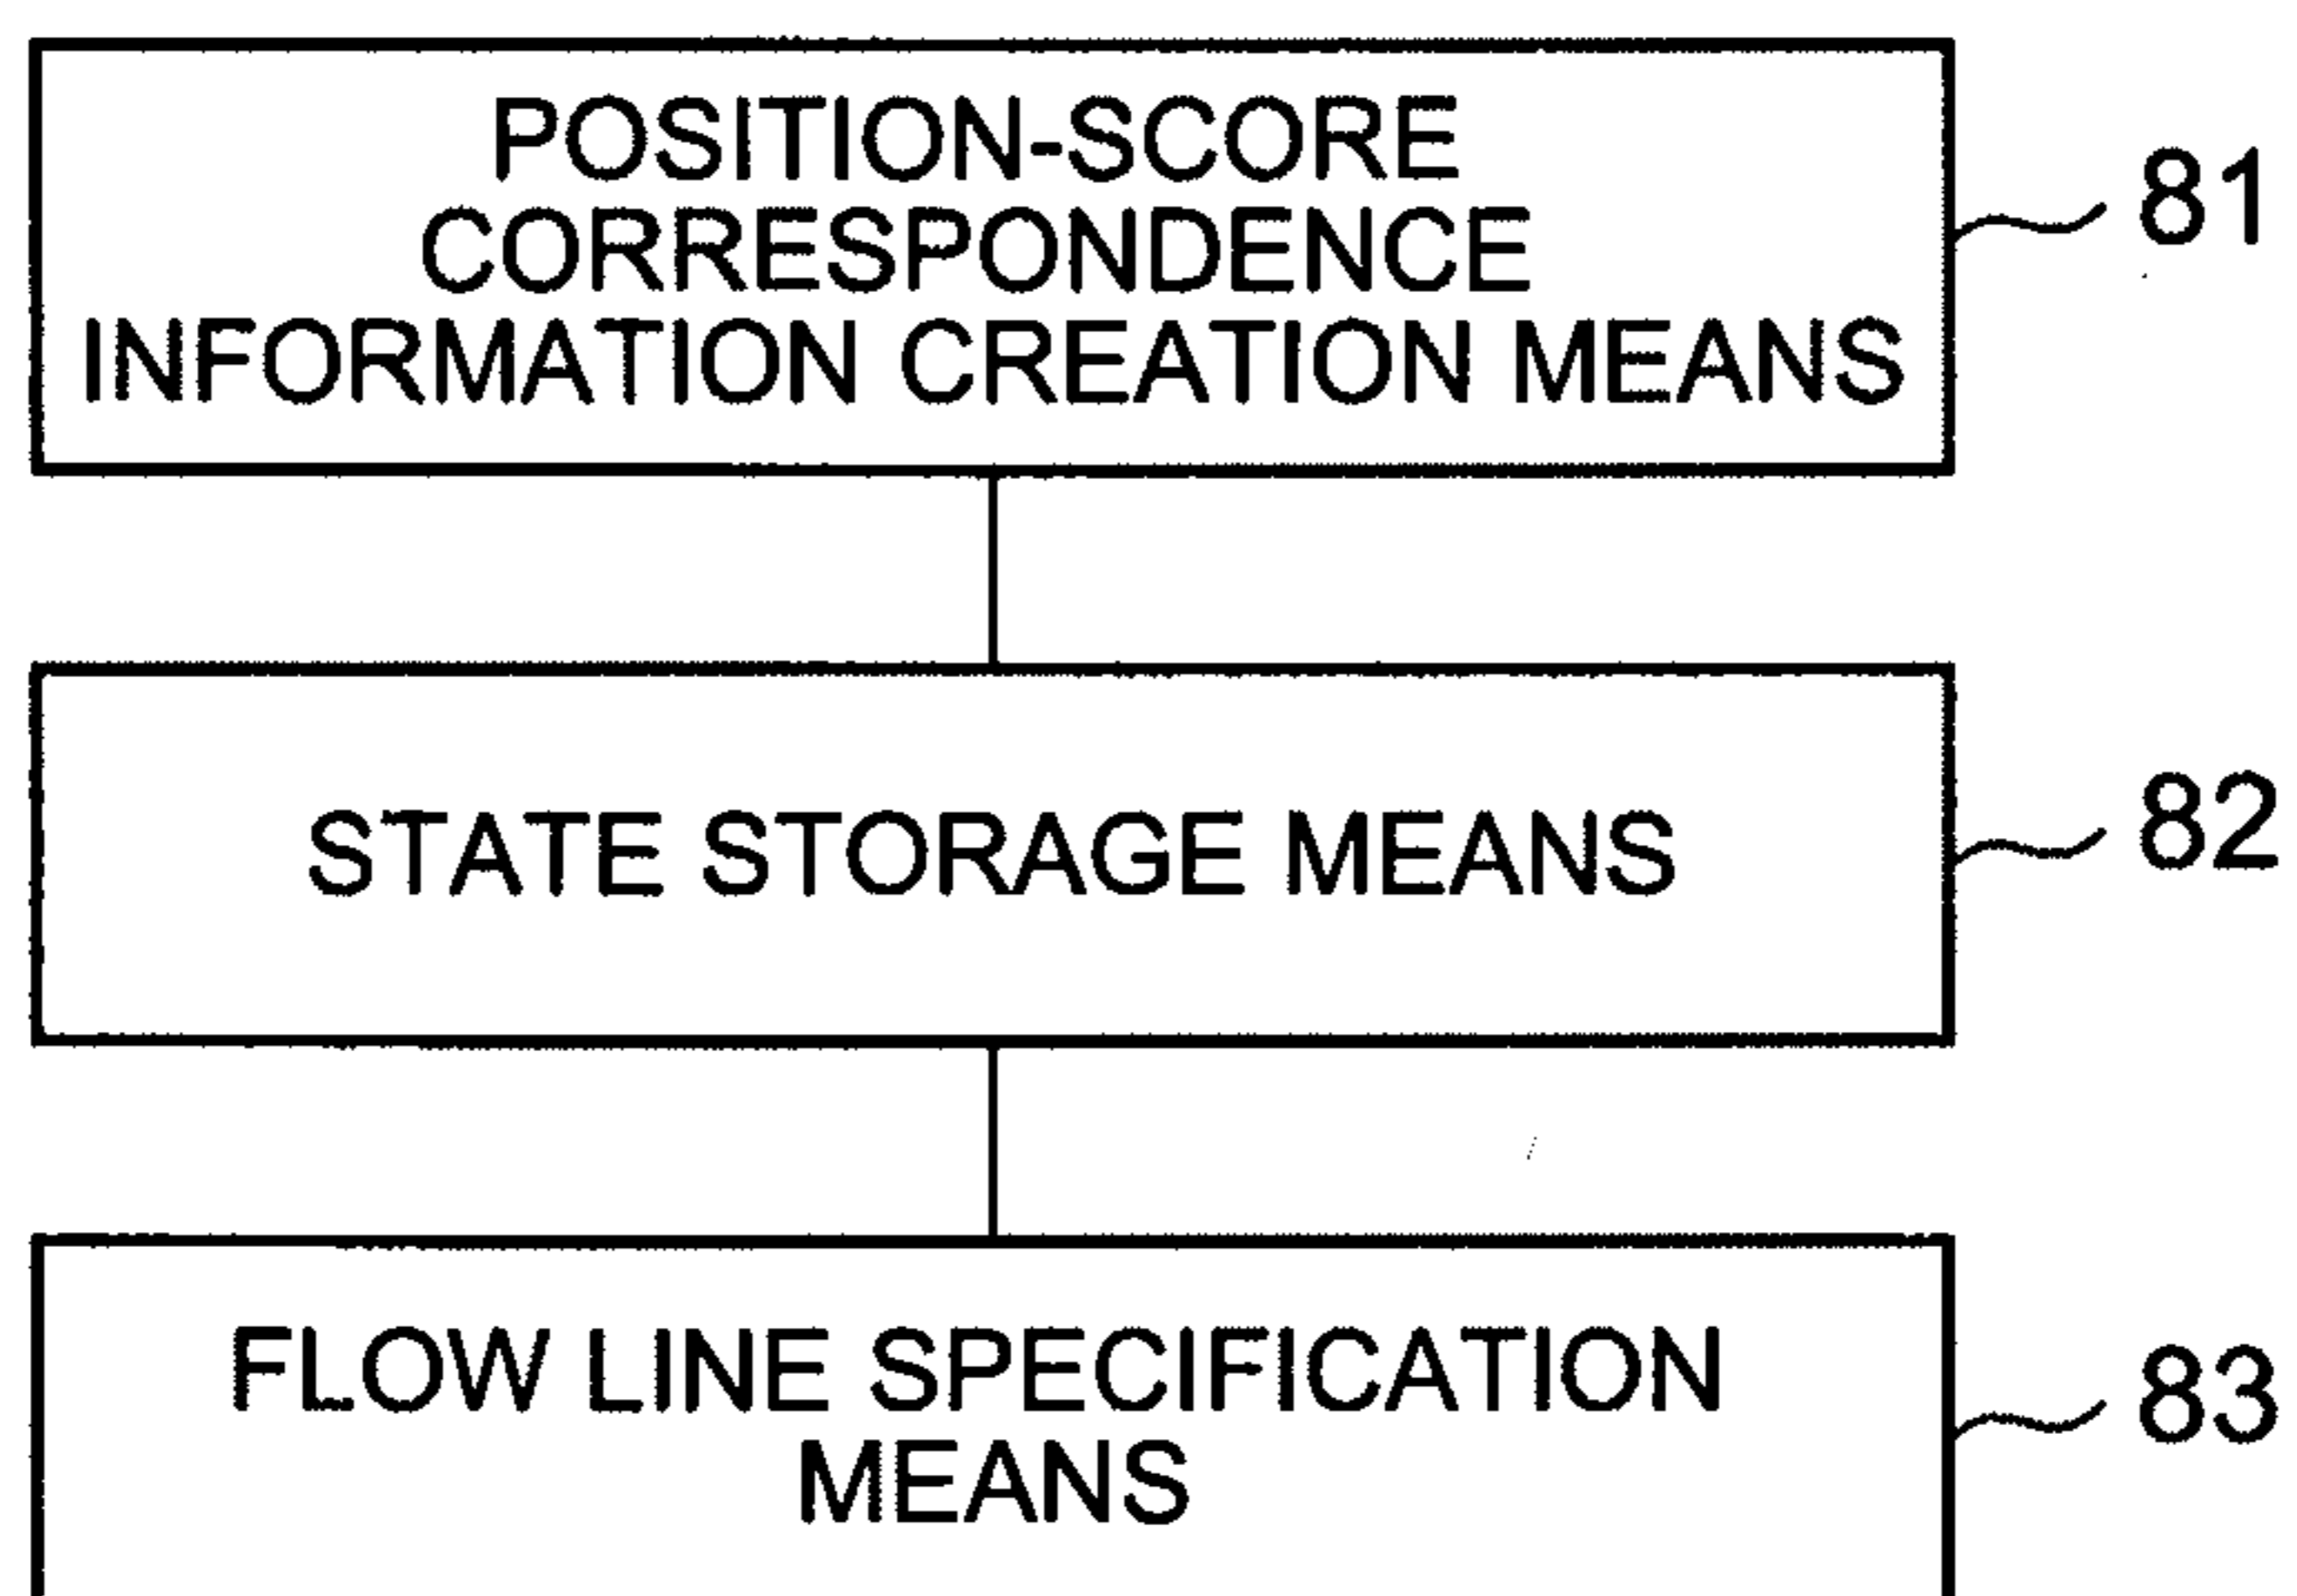 POSITION-SCORE
CORRESPONDENCE
INFORMATION CREATION MEANS
81
STATE STORAGE MEANS
82
FLOW LINE SPECIFICATION
MEANS
83